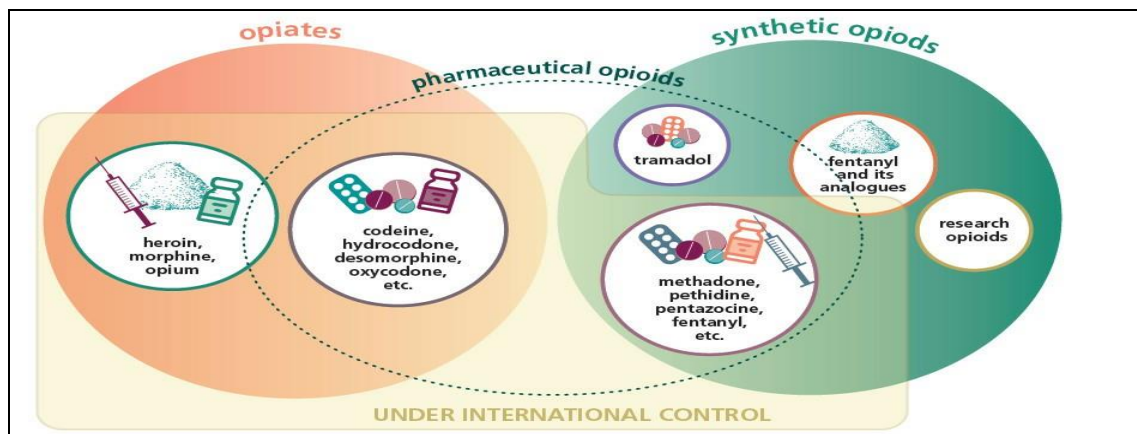 opiates
synthetic opiods
pharmaceutical opioids
tramadol
fentanyl
and its
analogues
research
opioids
heroin,
morphine,
opium
codeine,
hydrocodone,
desomorphine,
oxycodone,
etc.
methadone,
pethidine,
pentazocine,
fentanyl,
etc.
UNDER INTERNATIONAL CONTROL